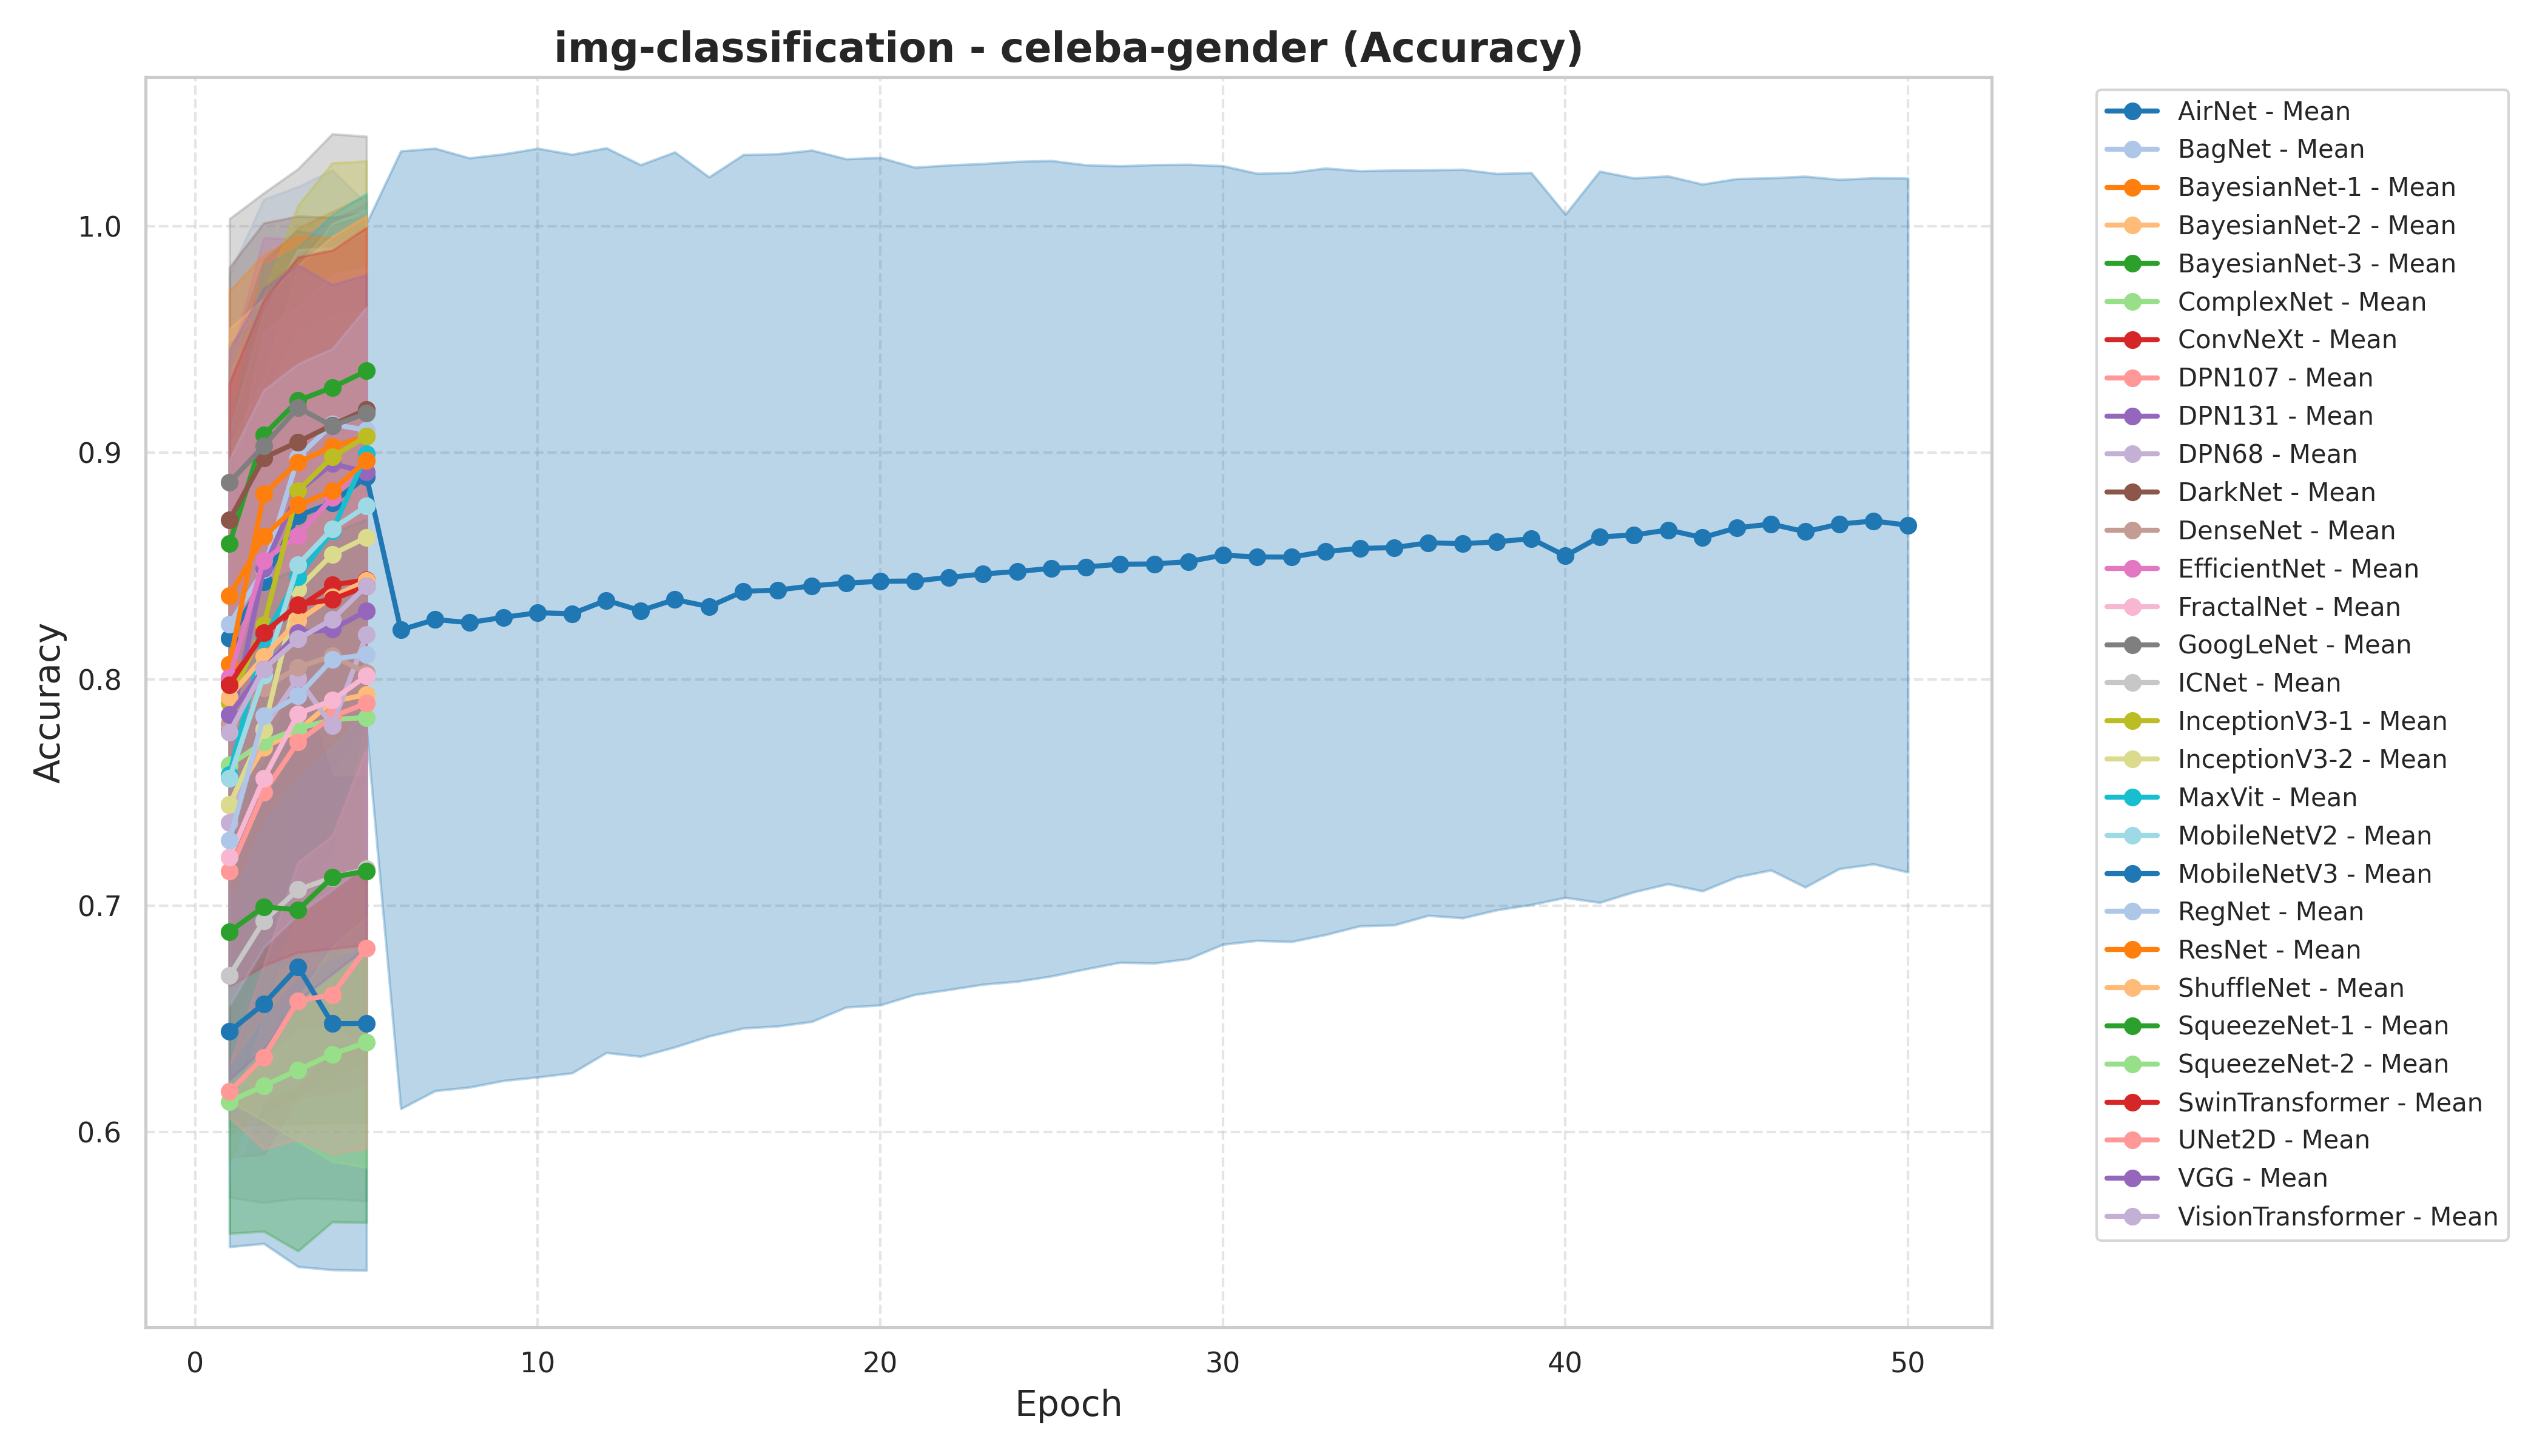 img-classification - celeba-gender (Accuracy)
Accuracy
1.0
0.9
0.8
0.7
0.6
0
10
20
30
40
50
Epoch
AirNet - Mean
BagNet - Mean
BayesianNet-1 - Mean
BayesianNet-2 - Mean
BayesianNet-3 - Mean
ComplexNet - Mean
ConvNeXt - Mean
DPN107 - Mean
DPN131 - Mean
DPN68 - Mean
DarkNet - Mean
DenseNet - Mean
EfficientNet - Mean
FractalNet - Mean
GoogLeNet - Mean
ICNet - Mean
InceptionV3-1 - Mean
InceptionV3-2 - Mean
MaxVit - Mean
MobileNetV2 - Mean
MobileNetV3 - Mean
RegNet - Mean
ResNet - Mean
ShuffleNet - Mean
SqueezeNet-1 - Mean
SqueezeNet-2 - Mean
SwinTransformer - Mean
UNet2D - Mean
VGG - Mean
VisionTransformer - Mean